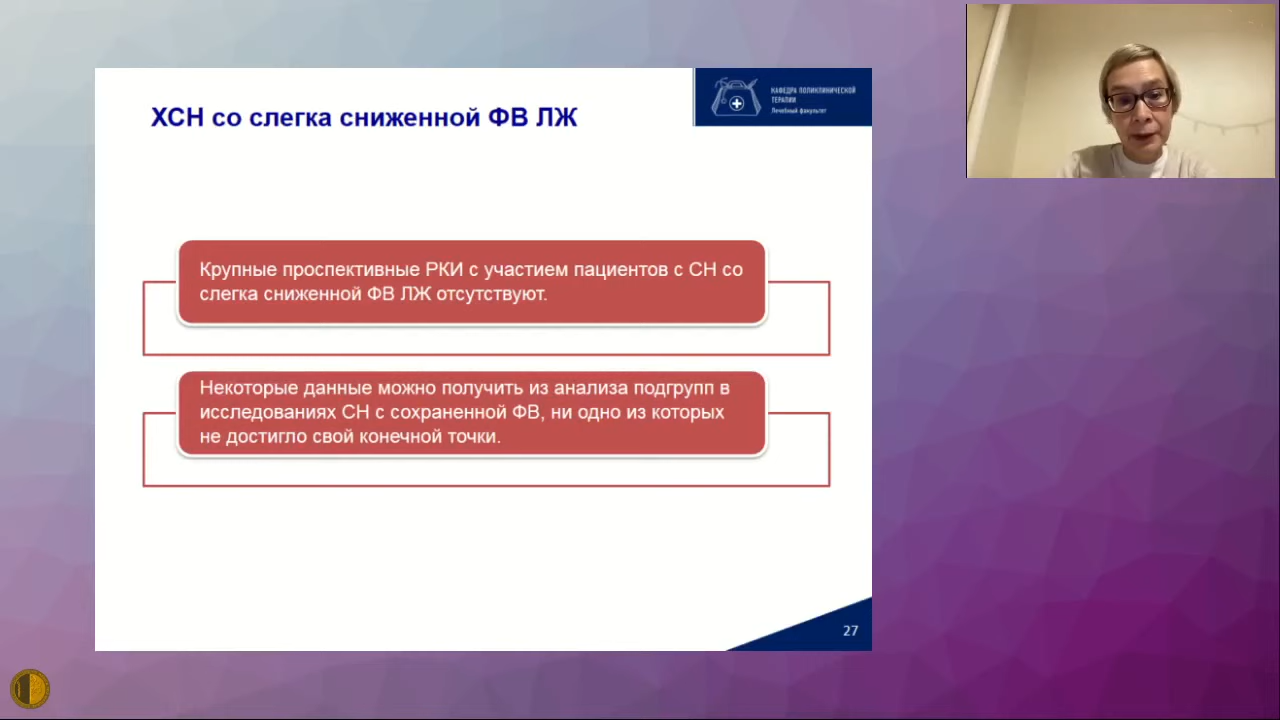 ХСН со слегка сниженной ФВ ЛЖ
КАФЕДРА ПОЛИКЛИНИЧЕСКОЙ
ТЕРАПИИ
Лечебный факультет
Крупные проспективные РКИ с участием пациентов с СН со
слегка сниженной ФВ ЛЖ отсутствуют.
Некоторые данные можно получить из анализа подгрупп в
исследованиях СН с сохраненной ФВ, ни одно из которых
не достигло свой конечной точки.
27